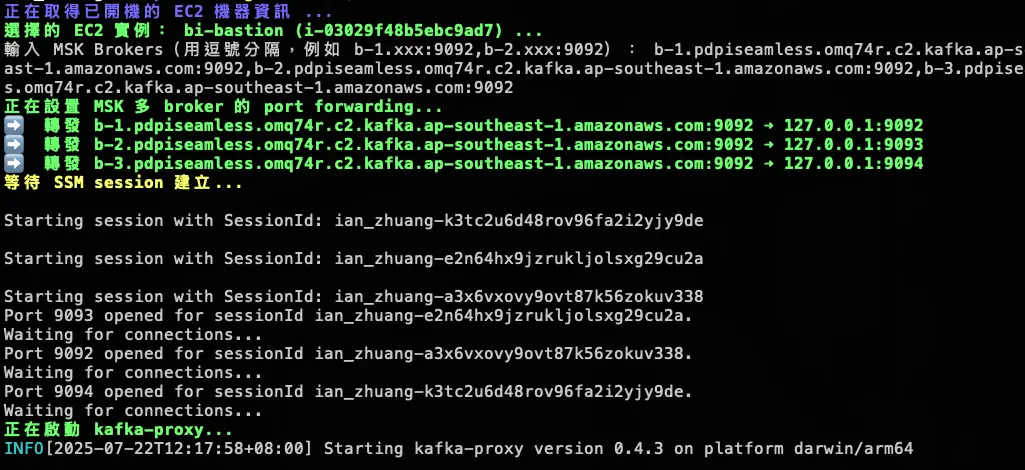 正在取得已開機的 EC2 機器資訊 ...
選擇的 EC2 實例： bi-bastion (i-03029f48b5ebc9ad7) ...
輸入 MSK Brokers（用逗號分隔，例如 b-1.xxx:9092,b-2.xxx:9092）： b-1.pdpiseamless.omq74r.c2.kafka.ap-southe
ast-1.amazonaws.com:9092,b-2.pdpiseamless.omq74r.c2.kafka.ap-southeast-1.amazonaws.com:9092,b-3.pdpise
s.omq74r.c2.kafka.ap-southeast-1.amazonaws.com:9092
正在設置 MSK 多 broker 的 port forwarding...
➡ 轉發 b-1.pdpiseamless.omq74r.c2.kafka.ap-southeast-1.amazonaws.com:9092 → 127.0.0.1:9092
➡ 轉發 b-2.pdpiseamless.omq74r.c2.kafka.ap-southeast-1.amazonaws.com:9092 → 127.0.0.1:9093
➡ 轉發 b-3.pdpiseamless.omq74r.c2.kafka.ap-southeast-1.amazonaws.com:9092 → 127.0.0.1:9094
等待 SSM session 建立...
Starting session with SessionId: ian_zhuang-k3tc2u6d48rov96fa2i2yjy9de
Starting session with SessionId: ian_zhuang-e2n64hx9jzrukljolsxg29cu2a
Starting session with SessionId: ian_zhuang-a3x6vxovy9ovt87k56zokuv338
Port 9093 opened for sessionId ian_zhuang-e2n64hx9jzrukljolsxg29cu2a.
Waiting for connections...
Port 9092 opened for sessionId ian_zhuang-a3x6vxovy9ovt87k56zokuv338.
Waiting for connections...
Port 9094 opened for sessionId ian_zhuang-k3tc2u6d48rov96fa2i2yjy9de.
Waiting for connections...
正在啟動 kafka-proxy...
INFO[2025-07-22T12:17:58+08:00] Starting kafka-proxy version 0.4.3 on platform darwin/arm64